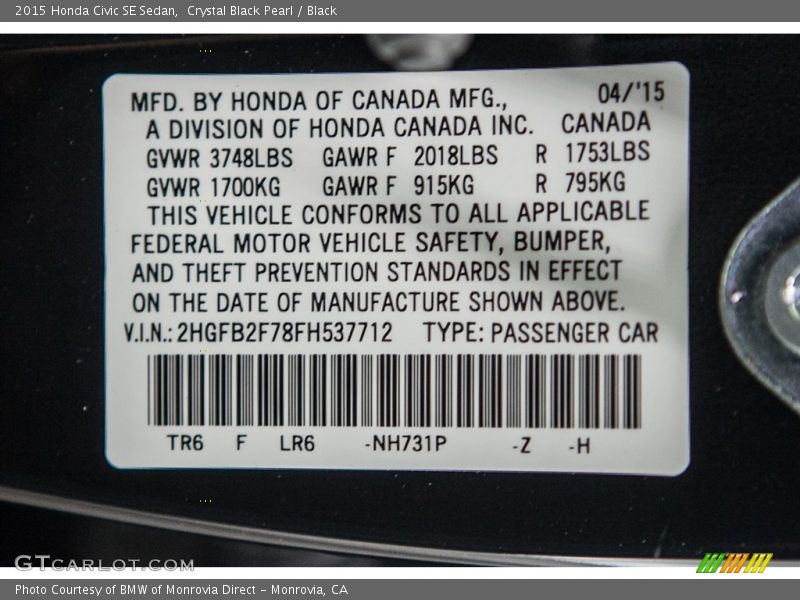 2015 Honda Civic SE Sedan,  Crystal Black Pearl / Black
MFD. BY HONDA OF CANADA MFG., 04/'15
A DIVISION OF HONDA CANADA INC. CANADA
GVWR 3748LBS GAWR F 2018LBS R 1753LBS
GVWR 1700KG GAWR F 915KG R 795KG
THIS VEHICLE CONFORMS TO ALL APPLICABLE
FEDERAL MOTOR VEHICLE SAFETY, BUMPER,
AND THEFT PREVENTION STANDARDS IN EFFECT
ON THE DATE OF MANUFACTURE SHOWN ABOVE.
V.I.N.: 2HGFB2F78FH537712 TYPE: PASSENGER CAR
TR6 F LR6 -NH731P -Z -H
GTCARLOT.COM
Photo Courtesy of BMW of Monrovia Direct – Monrovia, CA